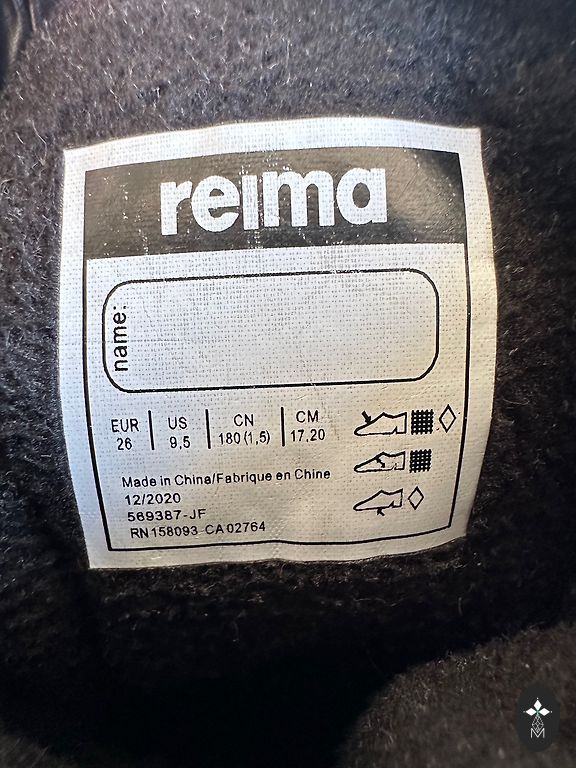 reima
name:
EUR US CN CM
26 9,5 180 (1,5) 17,20
Made in China/Fabrique en Chine
12/2020
569387-JF
RN158093 CA02764
M